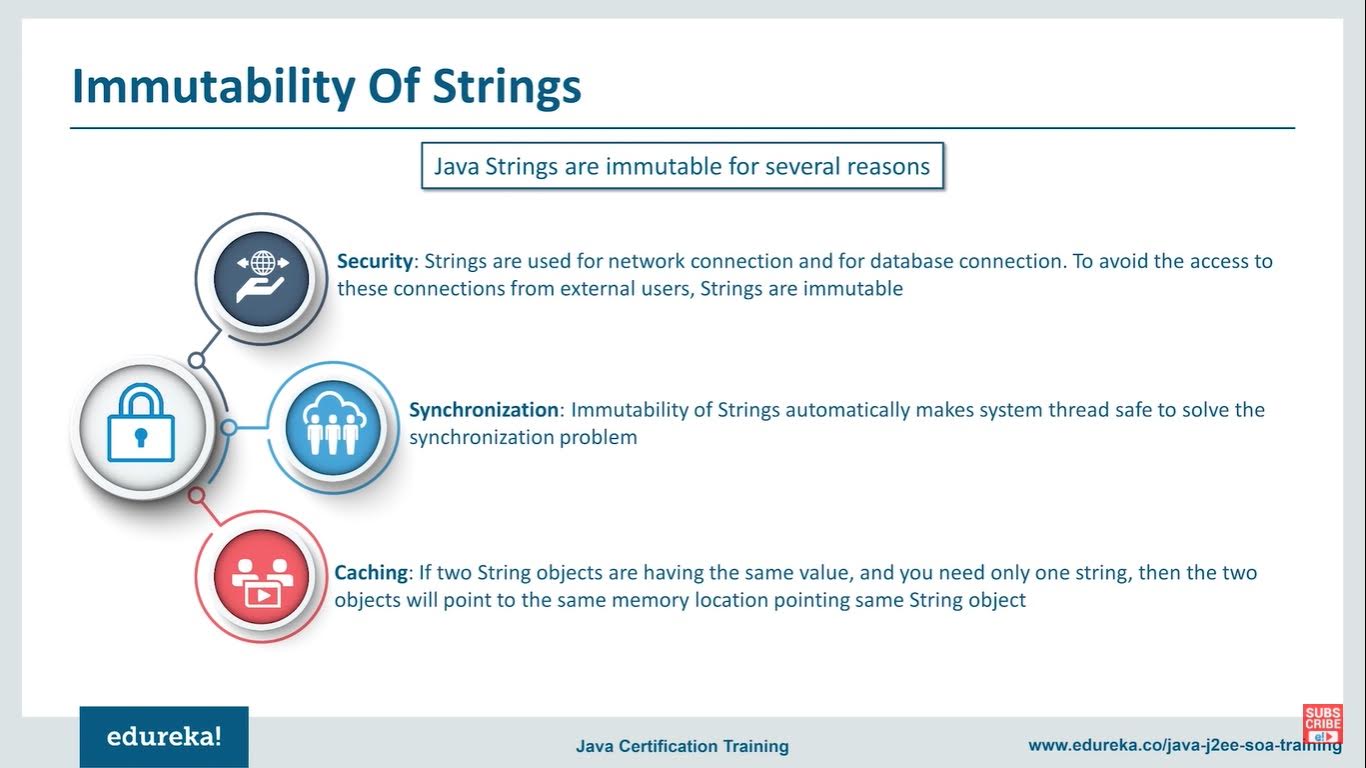 Immutability Of Strings
Java Strings are immutable for several reasons
Security: Strings are used for network connection and for database connection. To avoid the access to
these connections from external users, Strings are immutable
Synchronization: Immutability of Strings automatically makes system thread safe to solve the
synchronization problem
Caching: If two String objects are having the same value, and you need only one string, then the two
objects will point to the same memory location pointing same String object
edureka!
Java Certification Training
www.edureka.co/java-j2ee-soa-training
SUBS
CRIBE
e!